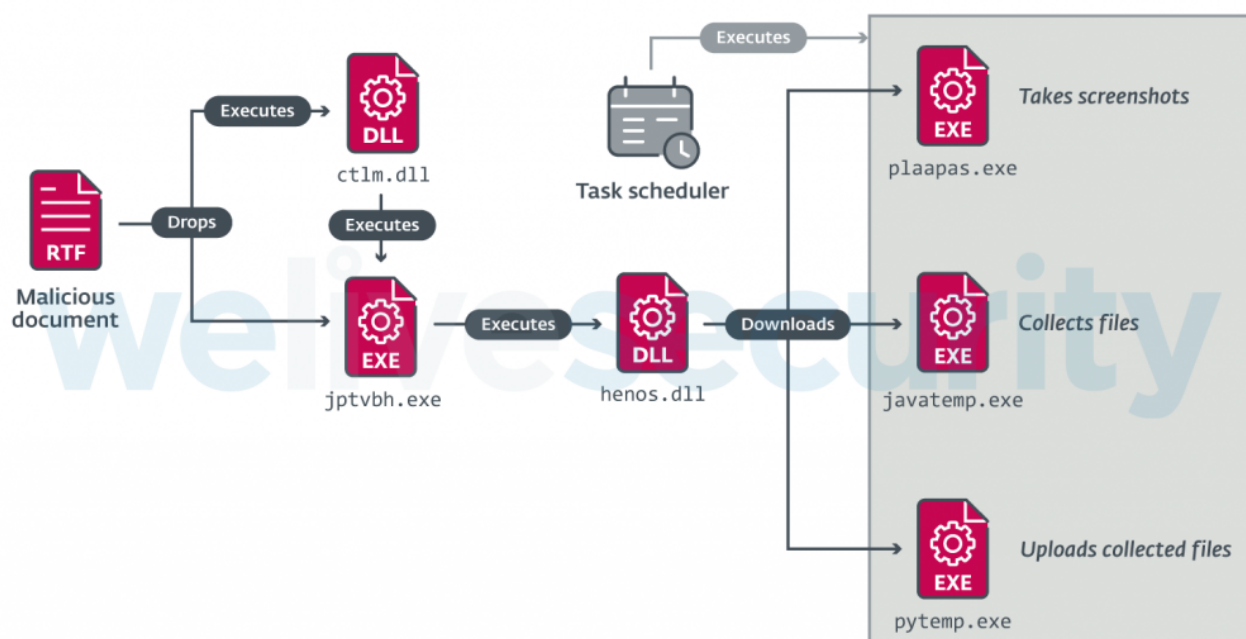 Executes
Executes
DLL
EXE
Takes screenshots
ctlm.dll
plaapas.exe
Task scheduler
RTF
Drops
Executes
Malicious
document
welivesecurity
EXE
Executes
DLL
Downloads
EXE
Collects files
jptvbh.exe
henos.dll
javatemp.exe
EXE
Uploads collected files
pytemp.exe